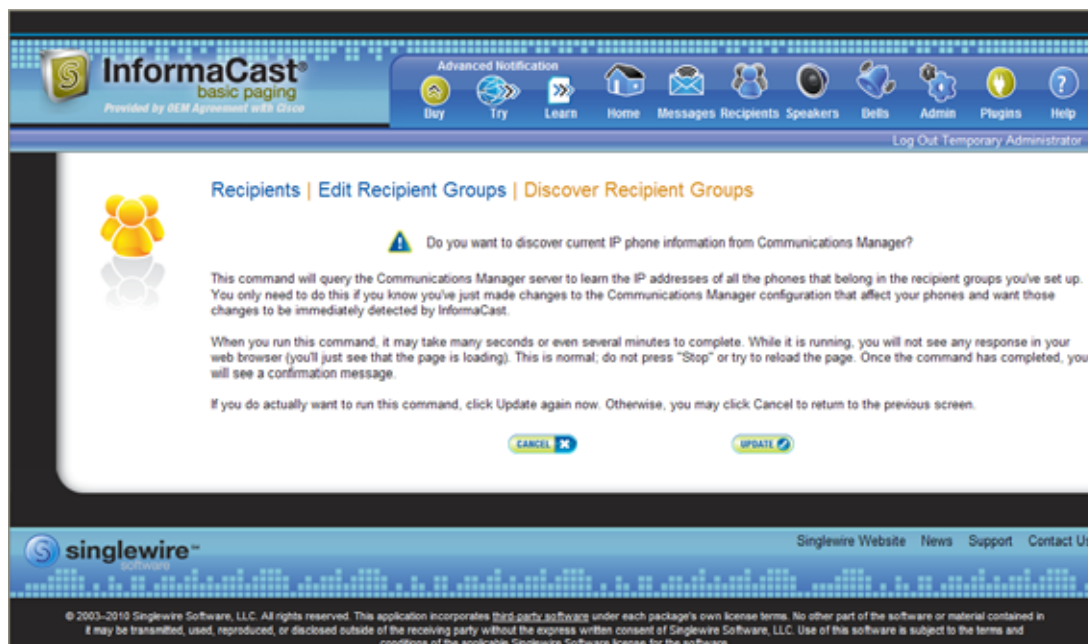 InformaCast®
basic paging
Provided by OEM Agreement with Cisco
Advanced Notification
Buy Try Learn Home Messages Recipients Speakers Bells Admin Plugins Help
Log Out Temporary Administrator
Recipients | Edit Recipient Groups | Discover Recipient Groups
Do you want to discover current IP phone information from Communications Manager?
This command will query the Communications Manager server to learn the IP addresses of all the phones that belong in the recipient groups you've set up.
You only need to do this if you know you've just made changes to the Communications Manager configuration that affect your phones and want those
changes to be immediately detected by InformaCast.
When you run this command, it may take many seconds or even several minutes to complete. While it is running, you will not see any response in your
web browser (you'll just see that the page is loading). This is normal; do not press "Stop" or try to reload the page. Once the command has completed, you
will see a confirmation message.
If you do actually want to run this command, click Update again now. Otherwise, you may click Cancel to return to the previous screen.
CANCEL UPDATE
singlewire℠
software
Singlewire Website News Support Contact Us
© 2003–2010 Singlewire Software, LLC. All rights reserved. This application incorporates third-party software under each package's own license terms. No other part of the software or material contained in
it may be transmitted, used, reproduced, or disclosed outside of the receiving party without the express written consent of Singlewire Software, LLC. Use of this software is subject to the terms and
conditions of the applicable Singlewire Software license for the software.